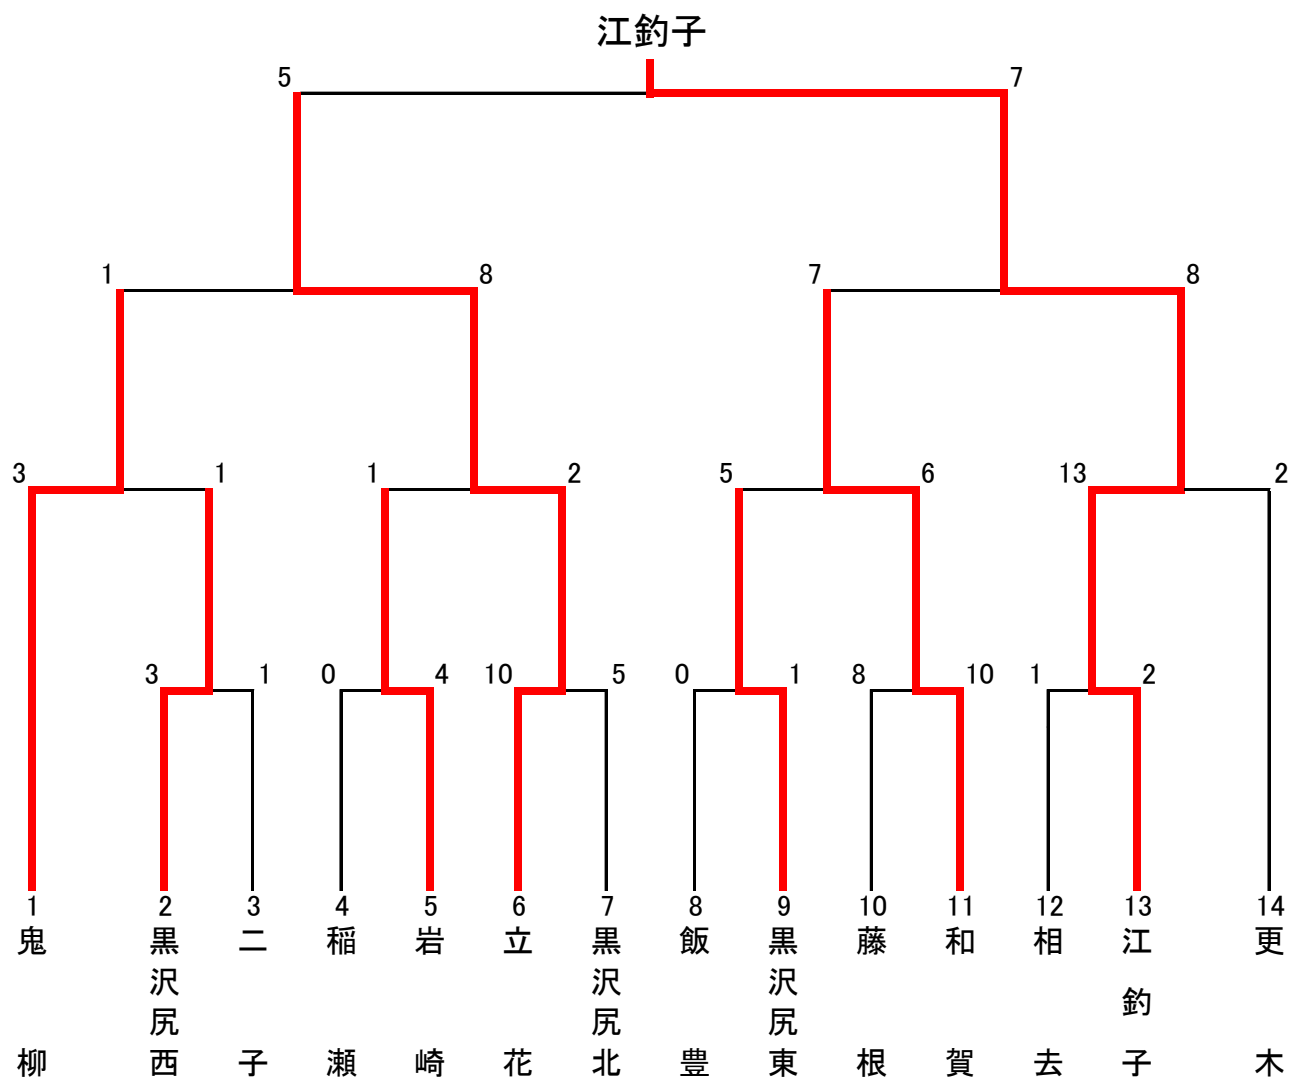 江釣子
5 7
1 8 7 8
3 1 1 2 5 6 13 2
3 1 0 4 10 5 0 1 8 10 1 2
1 2 3 4 5 6 7 8 9 10 11 12 13 14
鬼柳
黒沢尻西
二子
稲瀬
岩崎
立花
黒沢尻北
飯豊
黒沢尻東
藤根
和賀
相去
江釣子
更木